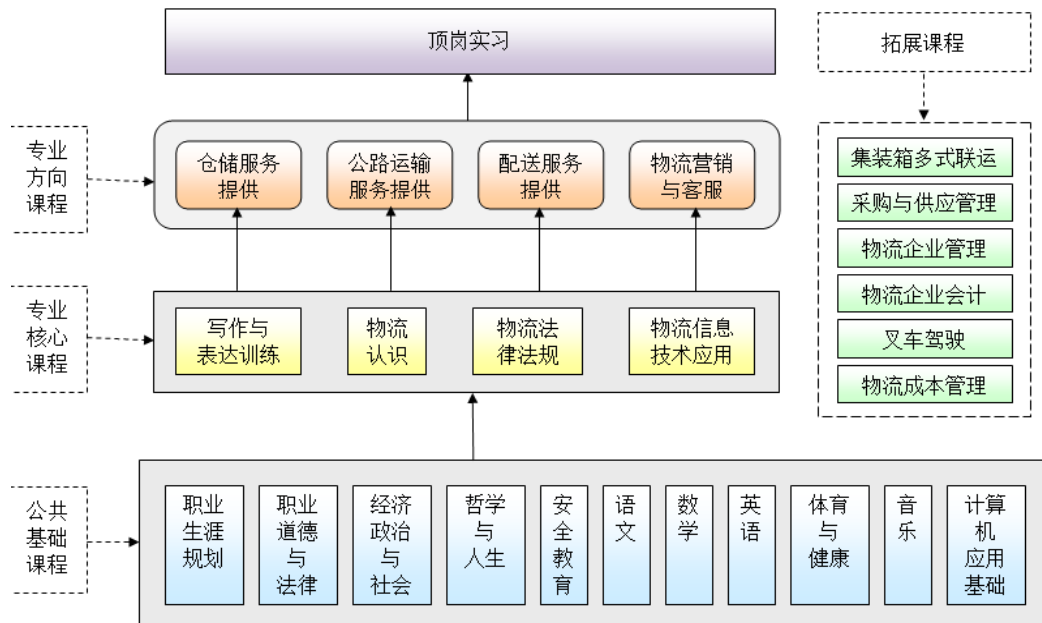 顶岗实习
拓展课程
专业
方向
课程
仓储服务
提供
公路运输
服务提供
配送服务
提供
物流营销
与客服
集装箱多式联运
采购与供应管理
物流企业管理
物流企业会计
叉车驾驶
物流成本管理
专业
核心
课程
写作与
表达训练
物流
认识
物流法
律法规
物流信息
技术应用
公共
基础
课程
职业
生涯
规划
职业
道德
与
法律
经济
政治
与
社会
哲学
与
人生
安
全
教
育
语
文
数
学
英
语
体育
与
健康
音
乐
计算
机
应用
基础